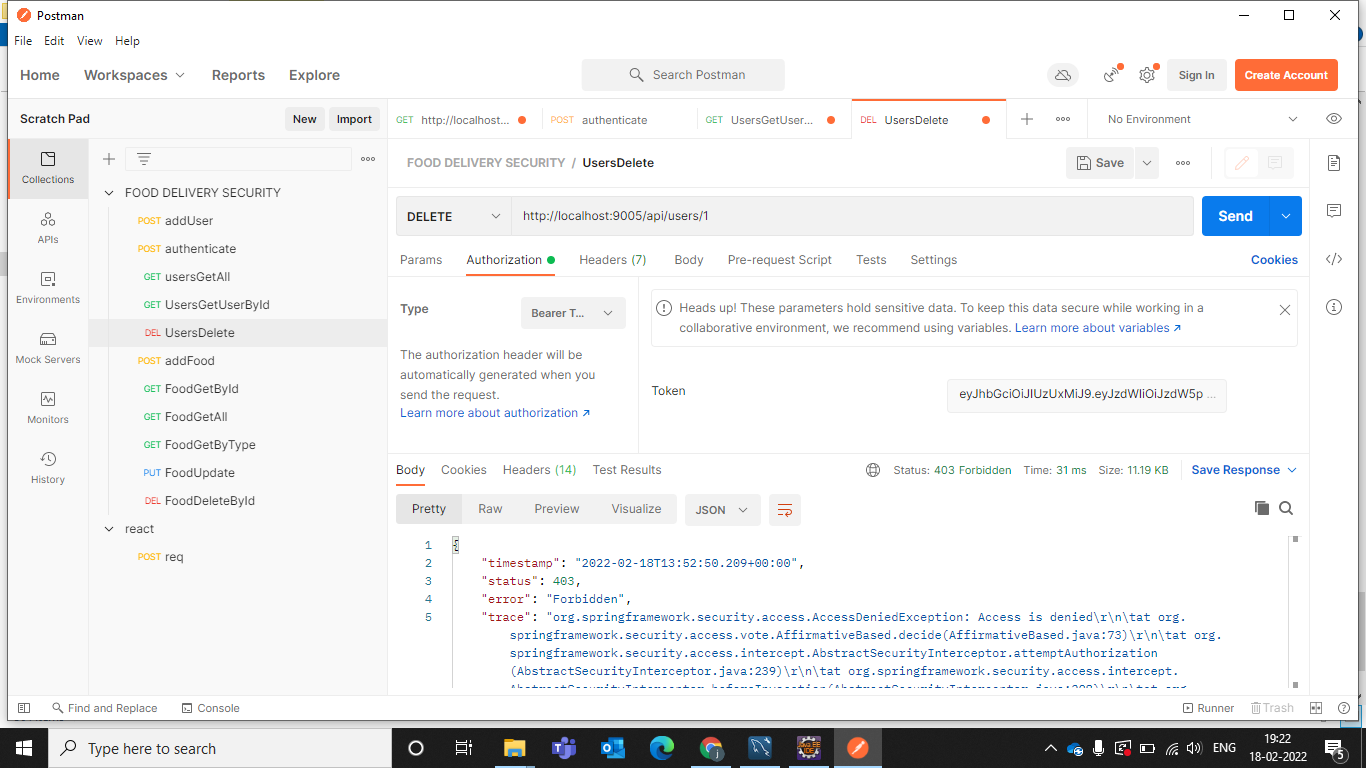 Postman
File Edit View Help
Home Workspaces Reports Explore
Search Postman
Sign In
Create Account
Scratch Pad
New
Import
GET http://localhost...
POST authenticate
GET UsersGetUser...
DEL UsersDelete
No Environment
Collections
APIs
Environments
Mock Servers
Monitors
History
FOOD DELIVERY SECURITY
POST addUser
POST authenticate
GET usersGetAll
GET UsersGetUserById
DEL UsersDelete
POST addFood
GET FoodGetById
GET FoodGetAll
GET FoodGetByType
PUT FoodUpdate
DEL FoodDeleteById
react
POST req
FOOD DELIVERY SECURITY / UsersDelete
Save
DELETE
http://localhost:9005/api/users/1
Send
Params Authorization Headers (7) Body Pre-request Script Tests Settings
Cookies
Type
Bearer T...
The authorization header will be
automatically generated when you
send the request.
Learn more about authorization ↗
Heads up! These parameters hold sensitive data. To keep this data secure while working in a
collaborative environment, we recommend using variables. Learn more about variables ↗
Token
eyJhbGciOiJIUzUxMiJ9.eyJzdWIiOiJzdW5p ...
Body Cookies Headers (14) Test Results
Status: 403 Forbidden Time: 31 ms Size: 11.19 KB
Save Response
Pretty Raw Preview Visualize JSON
1 {
2 "timestamp": "2022-02-18T13:52:50.209+00:00",
3 "status": 403,
4 "error": "Forbidden",
5 "trace": "org.springframework.security.access.AccessDeniedException: Access is denied\r\n\tat org.
springframework.security.access.vote.AffirmativeBased.decide(AffirmativeBased.java:73)\r\n\tat org.
springframework.security.access.intercept.AbstractSecurityInterceptor.attemptAuthorization
(AbstractSecurityInterceptor.java:239)\r\n\tat org.springframework.security.access.intercept.
Find and Replace
Console
Runner
Trash
Type here to search
ENG
19:22
18-02-2022
5